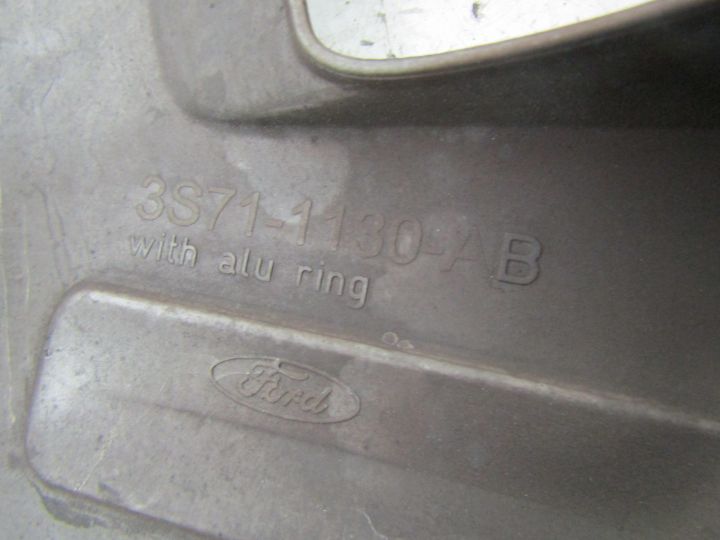 3S71-1130-AB
with alu ring
Ford